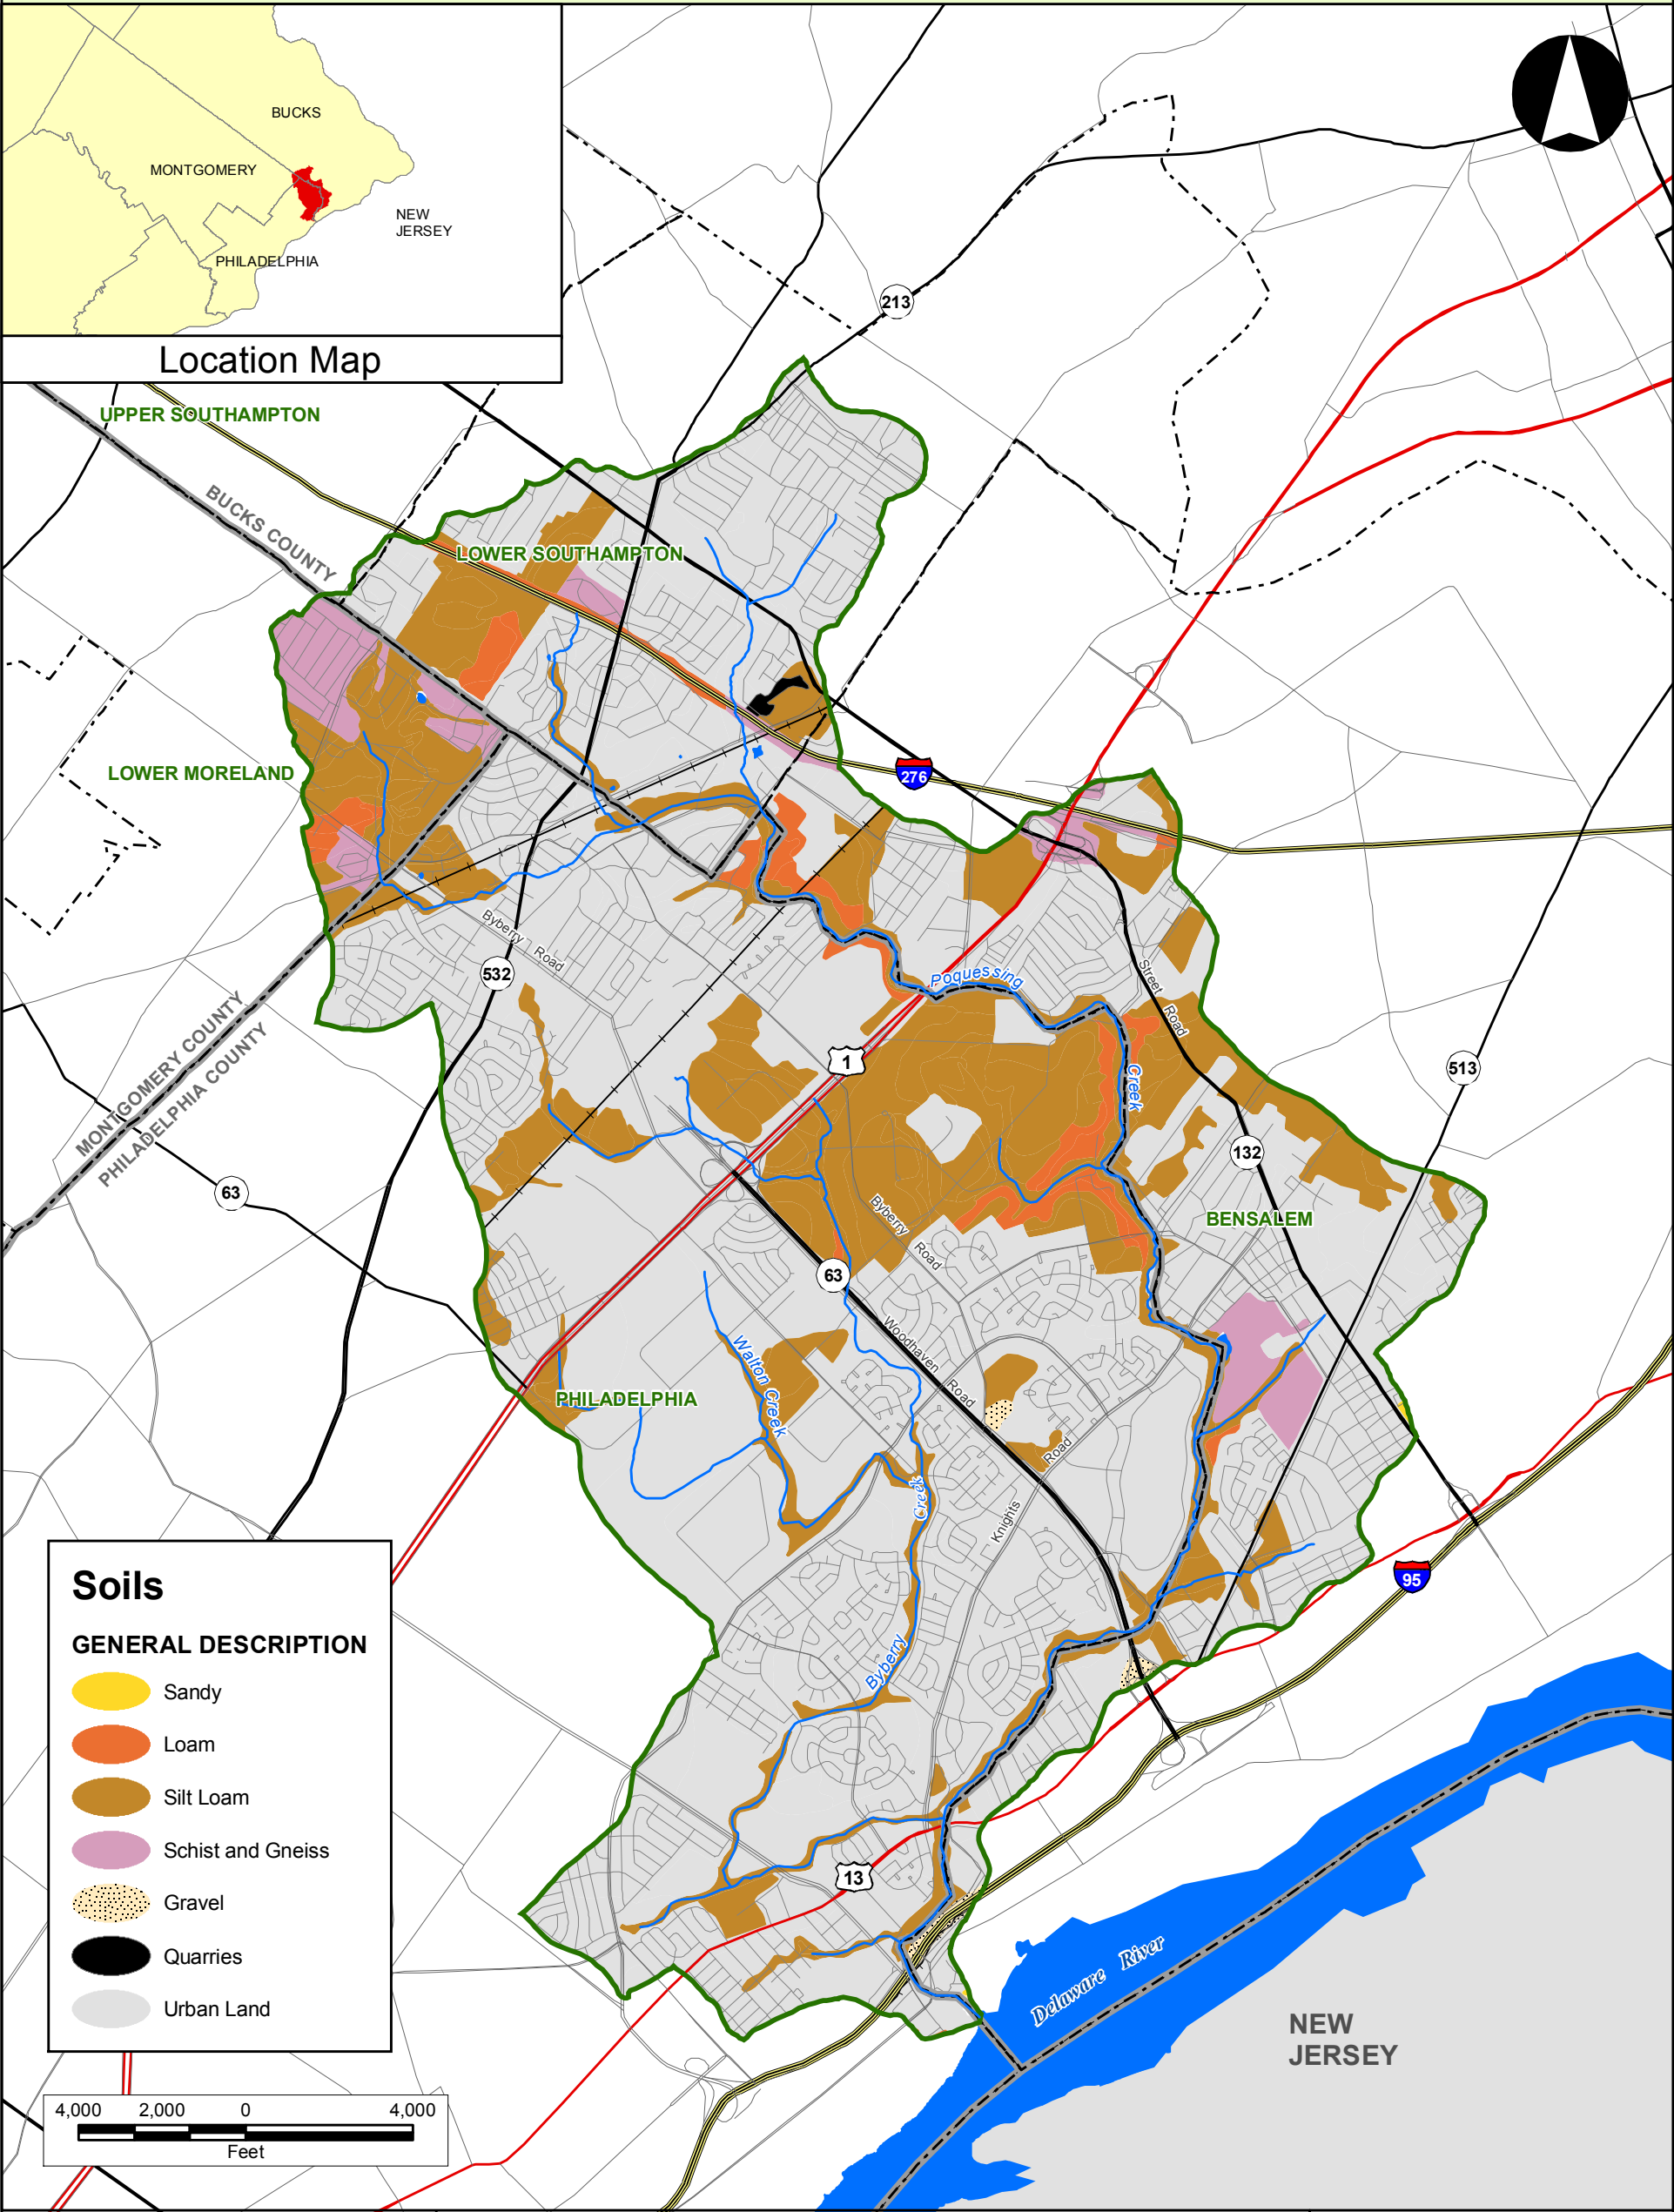 BUCKS
MONTGOMERY
NEW
JERSEY
PHILADELPHIA
Location Map
213
UPPER SOUTHAMPTON
BUCKS COUNTY
LOWER SOUTHAMPTON
LOWER MORELAND
276
Byberry Road
532
Poquessing
Creek
Street Road
MONTGOMERY COUNTY
PHILADELPHIA COUNTY
1
513
132
63
BENSALEM
Byberry Road
63
Woodhaven Road
Walton Creek
PHILADELPHIA
Knights Road
Byberry Creek
95
Soils
GENERAL DESCRIPTION
Sandy
Loam
Silt Loam
Schist and Gneiss
Gravel
Quarries
Urban Land
13
Delaware River
NEW
JERSEY
4,000 2,000 0 4,000
Feet